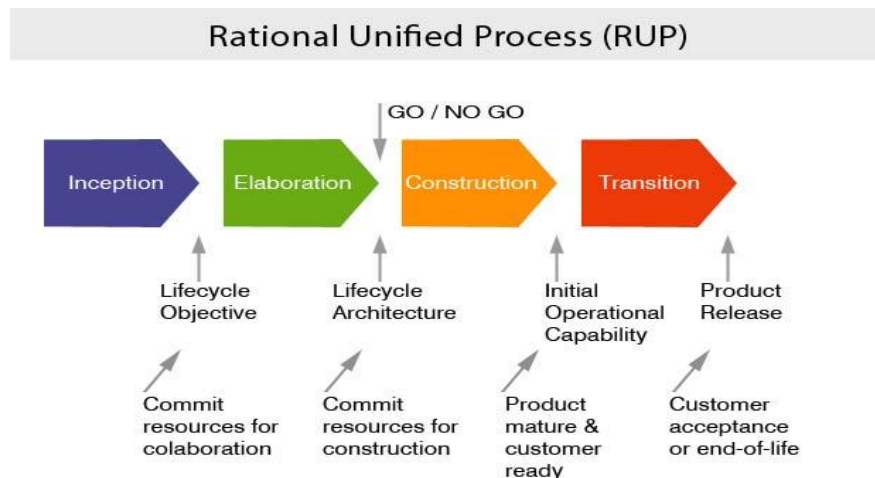 Rational Unified Process (RUP)
GO / NO GO
Inception
Elaboration
Construction
Transition
Lifecycle
Objective
Lifecycle
Architecture
Initial
Operational
Capability
Product
Release
Commit
resources for
colaboration
Commit
resources for
construction
Product
mature &
customer
ready
Customer
acceptance
or end-of-life